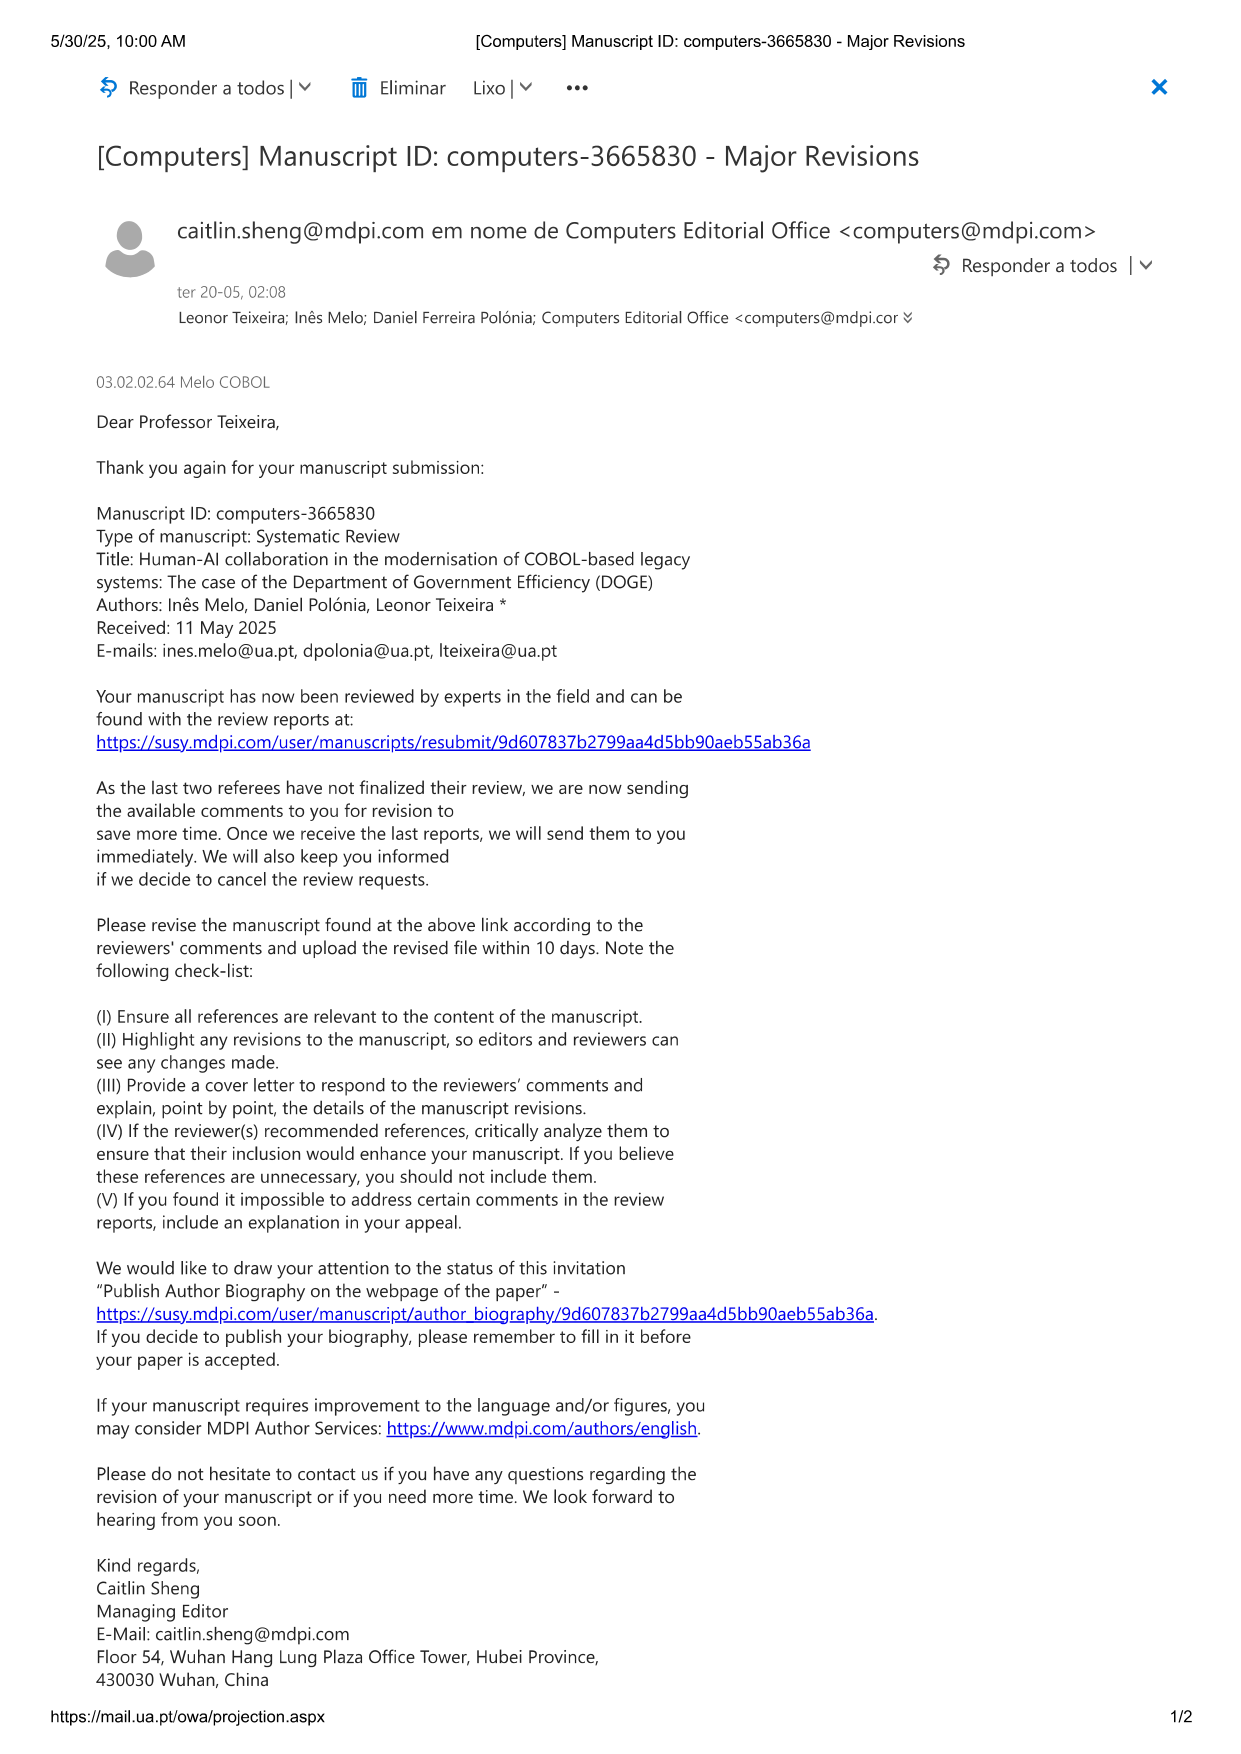 5/30/25, 10:00 AM [Computers] Manuscript ID: computers-3665830 - Major Revisions
Responder a todos | Eliminar Lixo |
[Computers] Manuscript ID: computers-3665830 - Major Revisions
caitlin.sheng@mdpi.com em nome de Computers Editorial Office <computers@mdpi.com>
Responder a todos |
ter 20-05, 02:08
Leonor Teixeira; Inês Melo; Daniel Ferreira Polónia; Computers Editorial Office <computers@mdpi.cor
03.02.02.64 Melo COBOL
Dear Professor Teixeira,
Thank you again for your manuscript submission:
Manuscript ID: computers-3665830
Type of manuscript: Systematic Review
Title: Human-AI collaboration in the modernisation of COBOL-based legacy
systems: The case of the Department of Government Efficiency (DOGE)
Authors: Inês Melo, Daniel Polónia, Leonor Teixeira *
Received: 11 May 2025
E-mails: ines.melo@ua.pt, dpolonia@ua.pt, lteixeira@ua.pt
Your manuscript has now been reviewed by experts in the field and can be
found with the review reports at:
https://susy.mdpi.com/user/manuscripts/resubmit/9d607837b2799aa4d5bb90aeb55ab36a
As the last two referees have not finalized their review, we are now sending
the available comments to you for revision to
save more time. Once we receive the last reports, we will send them to you
immediately. We will also keep you informed
if we decide to cancel the review requests.
Please revise the manuscript found at the above link according to the
reviewers' comments and upload the revised file within 10 days. Note the
following check-list:
(I) Ensure all references are relevant to the content of the manuscript.
(II) Highlight any revisions to the manuscript, so editors and reviewers can
see any changes made.
(III) Provide a cover letter to respond to the reviewers’ comments and
explain, point by point, the details of the manuscript revisions.
(IV) If the reviewer(s) recommended references, critically analyze them to
ensure that their inclusion would enhance your manuscript. If you believe
these references are unnecessary, you should not include them.
(V) If you found it impossible to address certain comments in the review
reports, include an explanation in your appeal.
We would like to draw your attention to the status of this invitation
“Publish Author Biography on the webpage of the paper” -
https://susy.mdpi.com/user/manuscript/author_biography/9d607837b2799aa4d5bb90aeb55ab36a.
If you decide to publish your biography, please remember to fill in it before
your paper is accepted.
If your manuscript requires improvement to the language and/or figures, you
may consider MDPI Author Services: https://www.mdpi.com/authors/english.
Please do not hesitate to contact us if you have any questions regarding the
revision of your manuscript or if you need more time. We look forward to
hearing from you soon.
Kind regards,
Caitlin Sheng
Managing Editor
E-Mail: caitlin.sheng@mdpi.com
Floor 54, Wuhan Hang Lung Plaza Office Tower, Hubei Province,
430030 Wuhan, China
https://mail.ua.pt/owa/projection.aspx 1/2